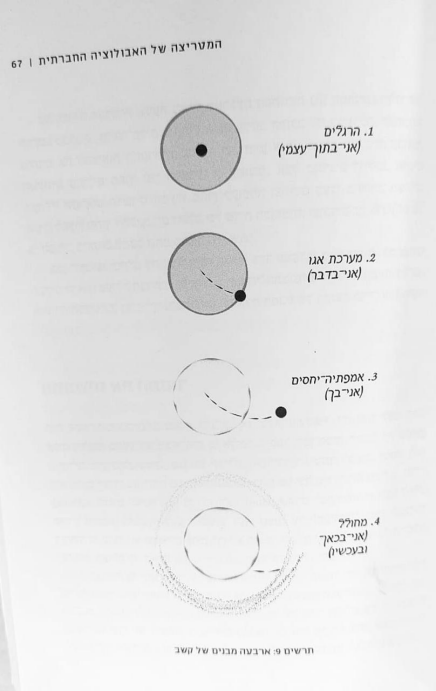 המטריצה של האבולוציה החברתית | 67
1. הרגלים
(אני־בתוך־עצמי)
2. מערכת אגו
(אני־בדבר)
3. אמפתיה־יחסים
(אני־בך)
4. מחולל
(אני־בכאן־
ובעכשיו)
תרשים 9: ארבעה מבנים של קשב